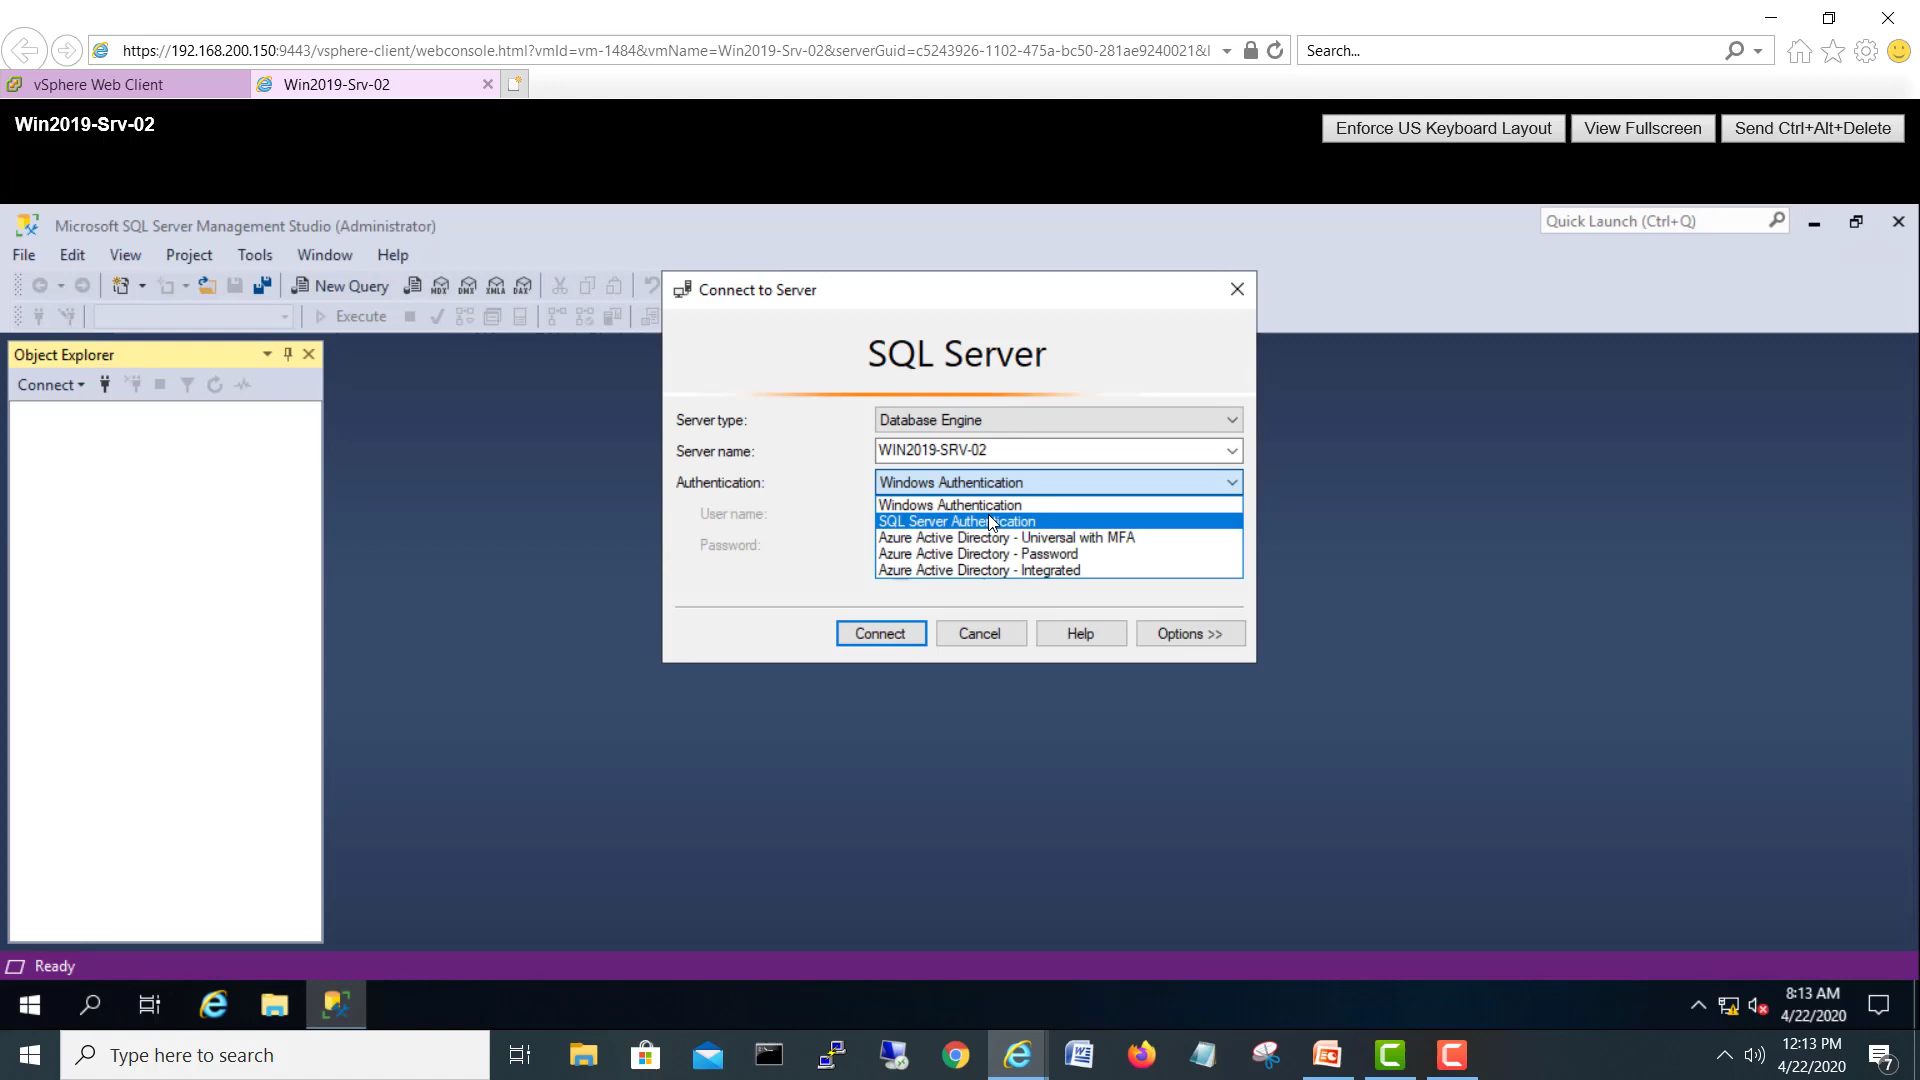 https://192.168.200.150:9443/vsphere-client/webconsole.html?vmId=vm-1484&vmName=Win2019-Srv-02&serverGuid=c5243926-1102-475a-bc50-281ae9240021&l
Search...
vSphere Web Client
Win2019-Srv-02
Win2019-Srv-02
Enforce US Keyboard Layout
View Fullscreen
Send Ctrl+Alt+Delete
Microsoft SQL Server Management Studio (Administrator)
Quick Launch (Ctrl+Q)
File Edit View Project Tools Window Help
New Query
MDX DMX XMLA DAX
Execute
Connect to Server
SQL Server
Server type: Database Engine
Server name: WIN2019-SRV-02
Authentication: Windows Authentication
Windows Authentication
User name:
SQL Server Authentication
Azure Active Directory - Universal with MFA
Password:
Azure Active Directory - Password
Azure Active Directory - Integrated
Connect
Cancel
Help
Options >>
Object Explorer
Connect
Ready
8:13 AM
4/22/2020
Type here to search
12:13 PM
4/22/2020
7